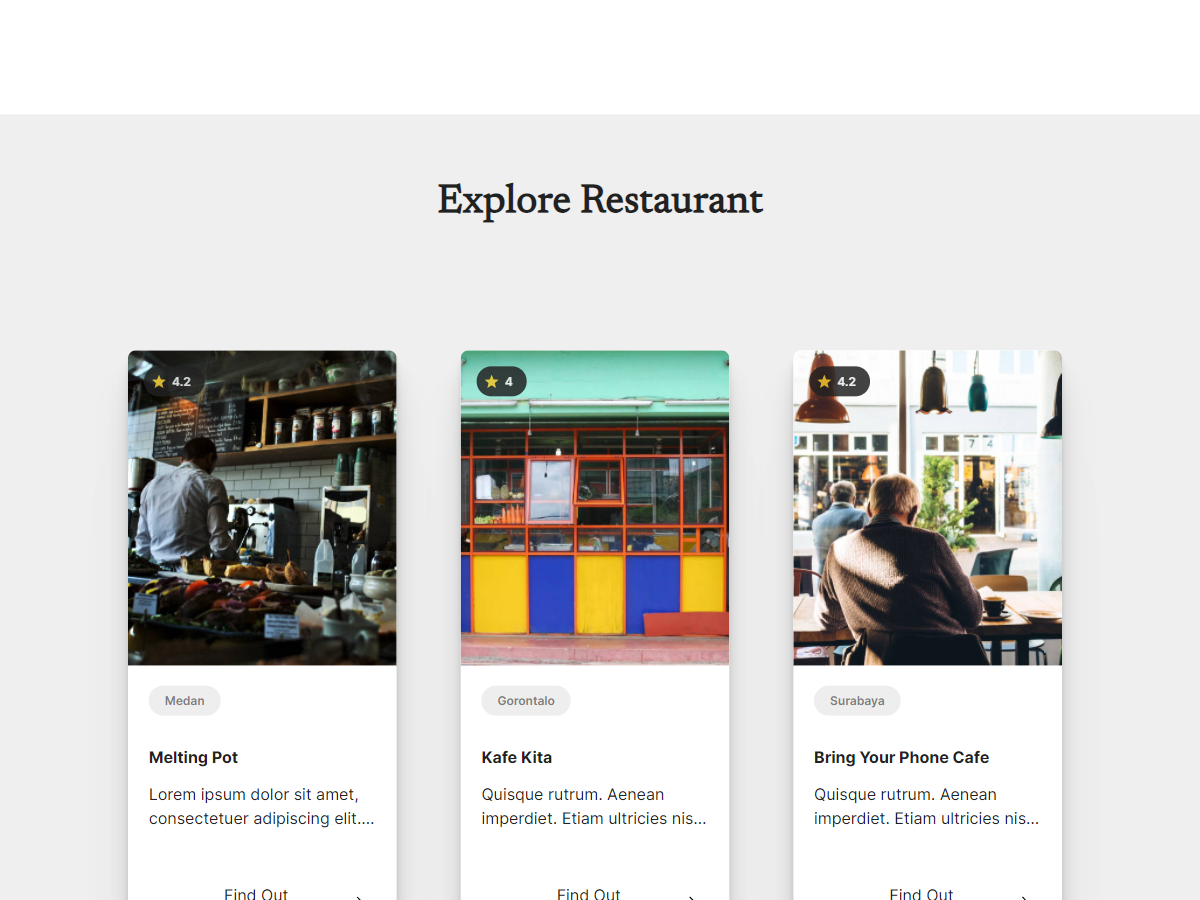 Explore Restaurant
4.2
4
4.2
7 4
Medan
Gorontalo
Surabaya
Melting Pot
Kafe Kita
Bring Your Phone Cafe
Lorem ipsum dolor sit amet,
consectetuer adipiscing elit....
Quisque rutrum. Aenean
imperdiet. Etiam ultricies nis...
Quisque rutrum. Aenean
imperdiet. Etiam ultricies nis...
Find Out
Find Out
Find Out